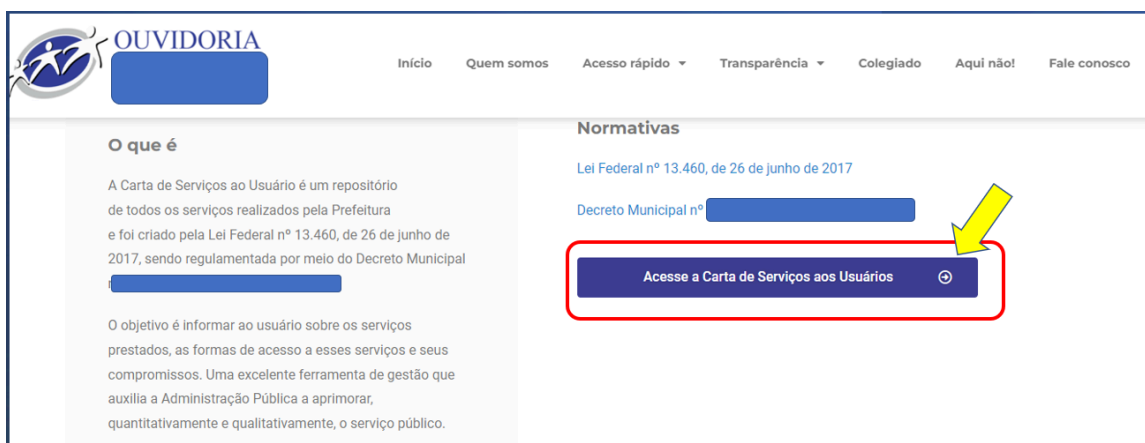 OUVIDORIA
Início Quem somos Acesso rápido Transparência Colegiado Aqui não! Fale conosco
O que é
A Carta de Serviços ao Usuário é um repositório
de todos os serviços realizados pela Prefeitura
e foi criado pela Lei Federal nº 13.460, de 26 de junho de
2017, sendo regulamentada por meio do Decreto Municipal
O objetivo é informar ao usuário sobre os serviços
prestados, as formas de acesso a esses serviços e seus
compromissos. Uma excelente ferramenta de gestão que
auxilia a Administração Pública a aprimorar,
quantitativamente e qualitativamente, o serviço público.
Normativas
Lei Federal nº 13.460, de 26 de junho de 2017
Decreto Municipal nº
Acesse a Carta de Serviços aos Usuários